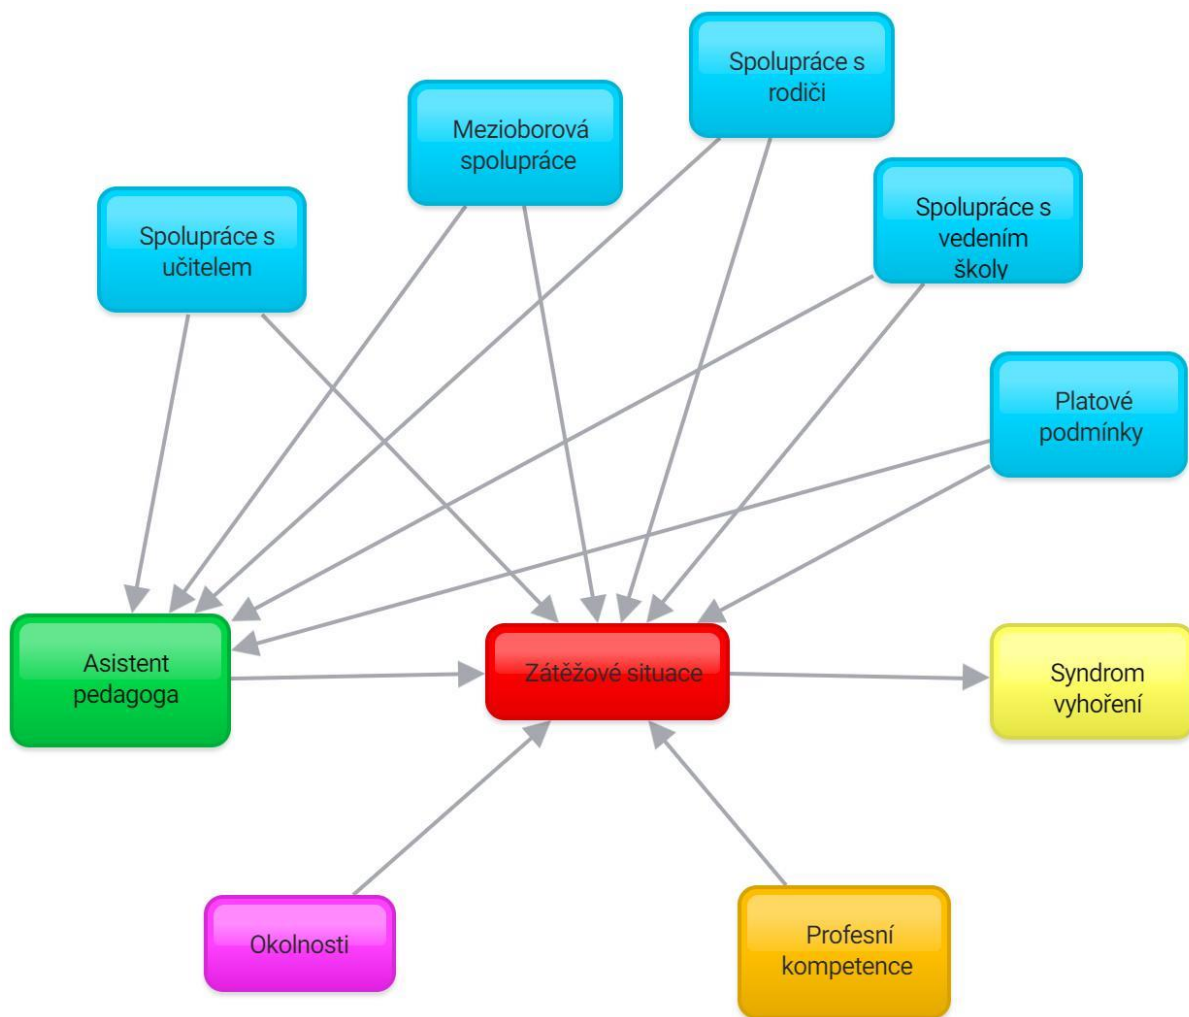 Spolupráce s
rodiči
Mezioborová
spolupráce
Spolupráce s
vedením
školy
Spolupráce s
učitelem
Platové
podmínky
Asistent
pedagoga
Zátěžové situace
Syndrom
vyhoření
Okolnosti
Profesní
kompetence